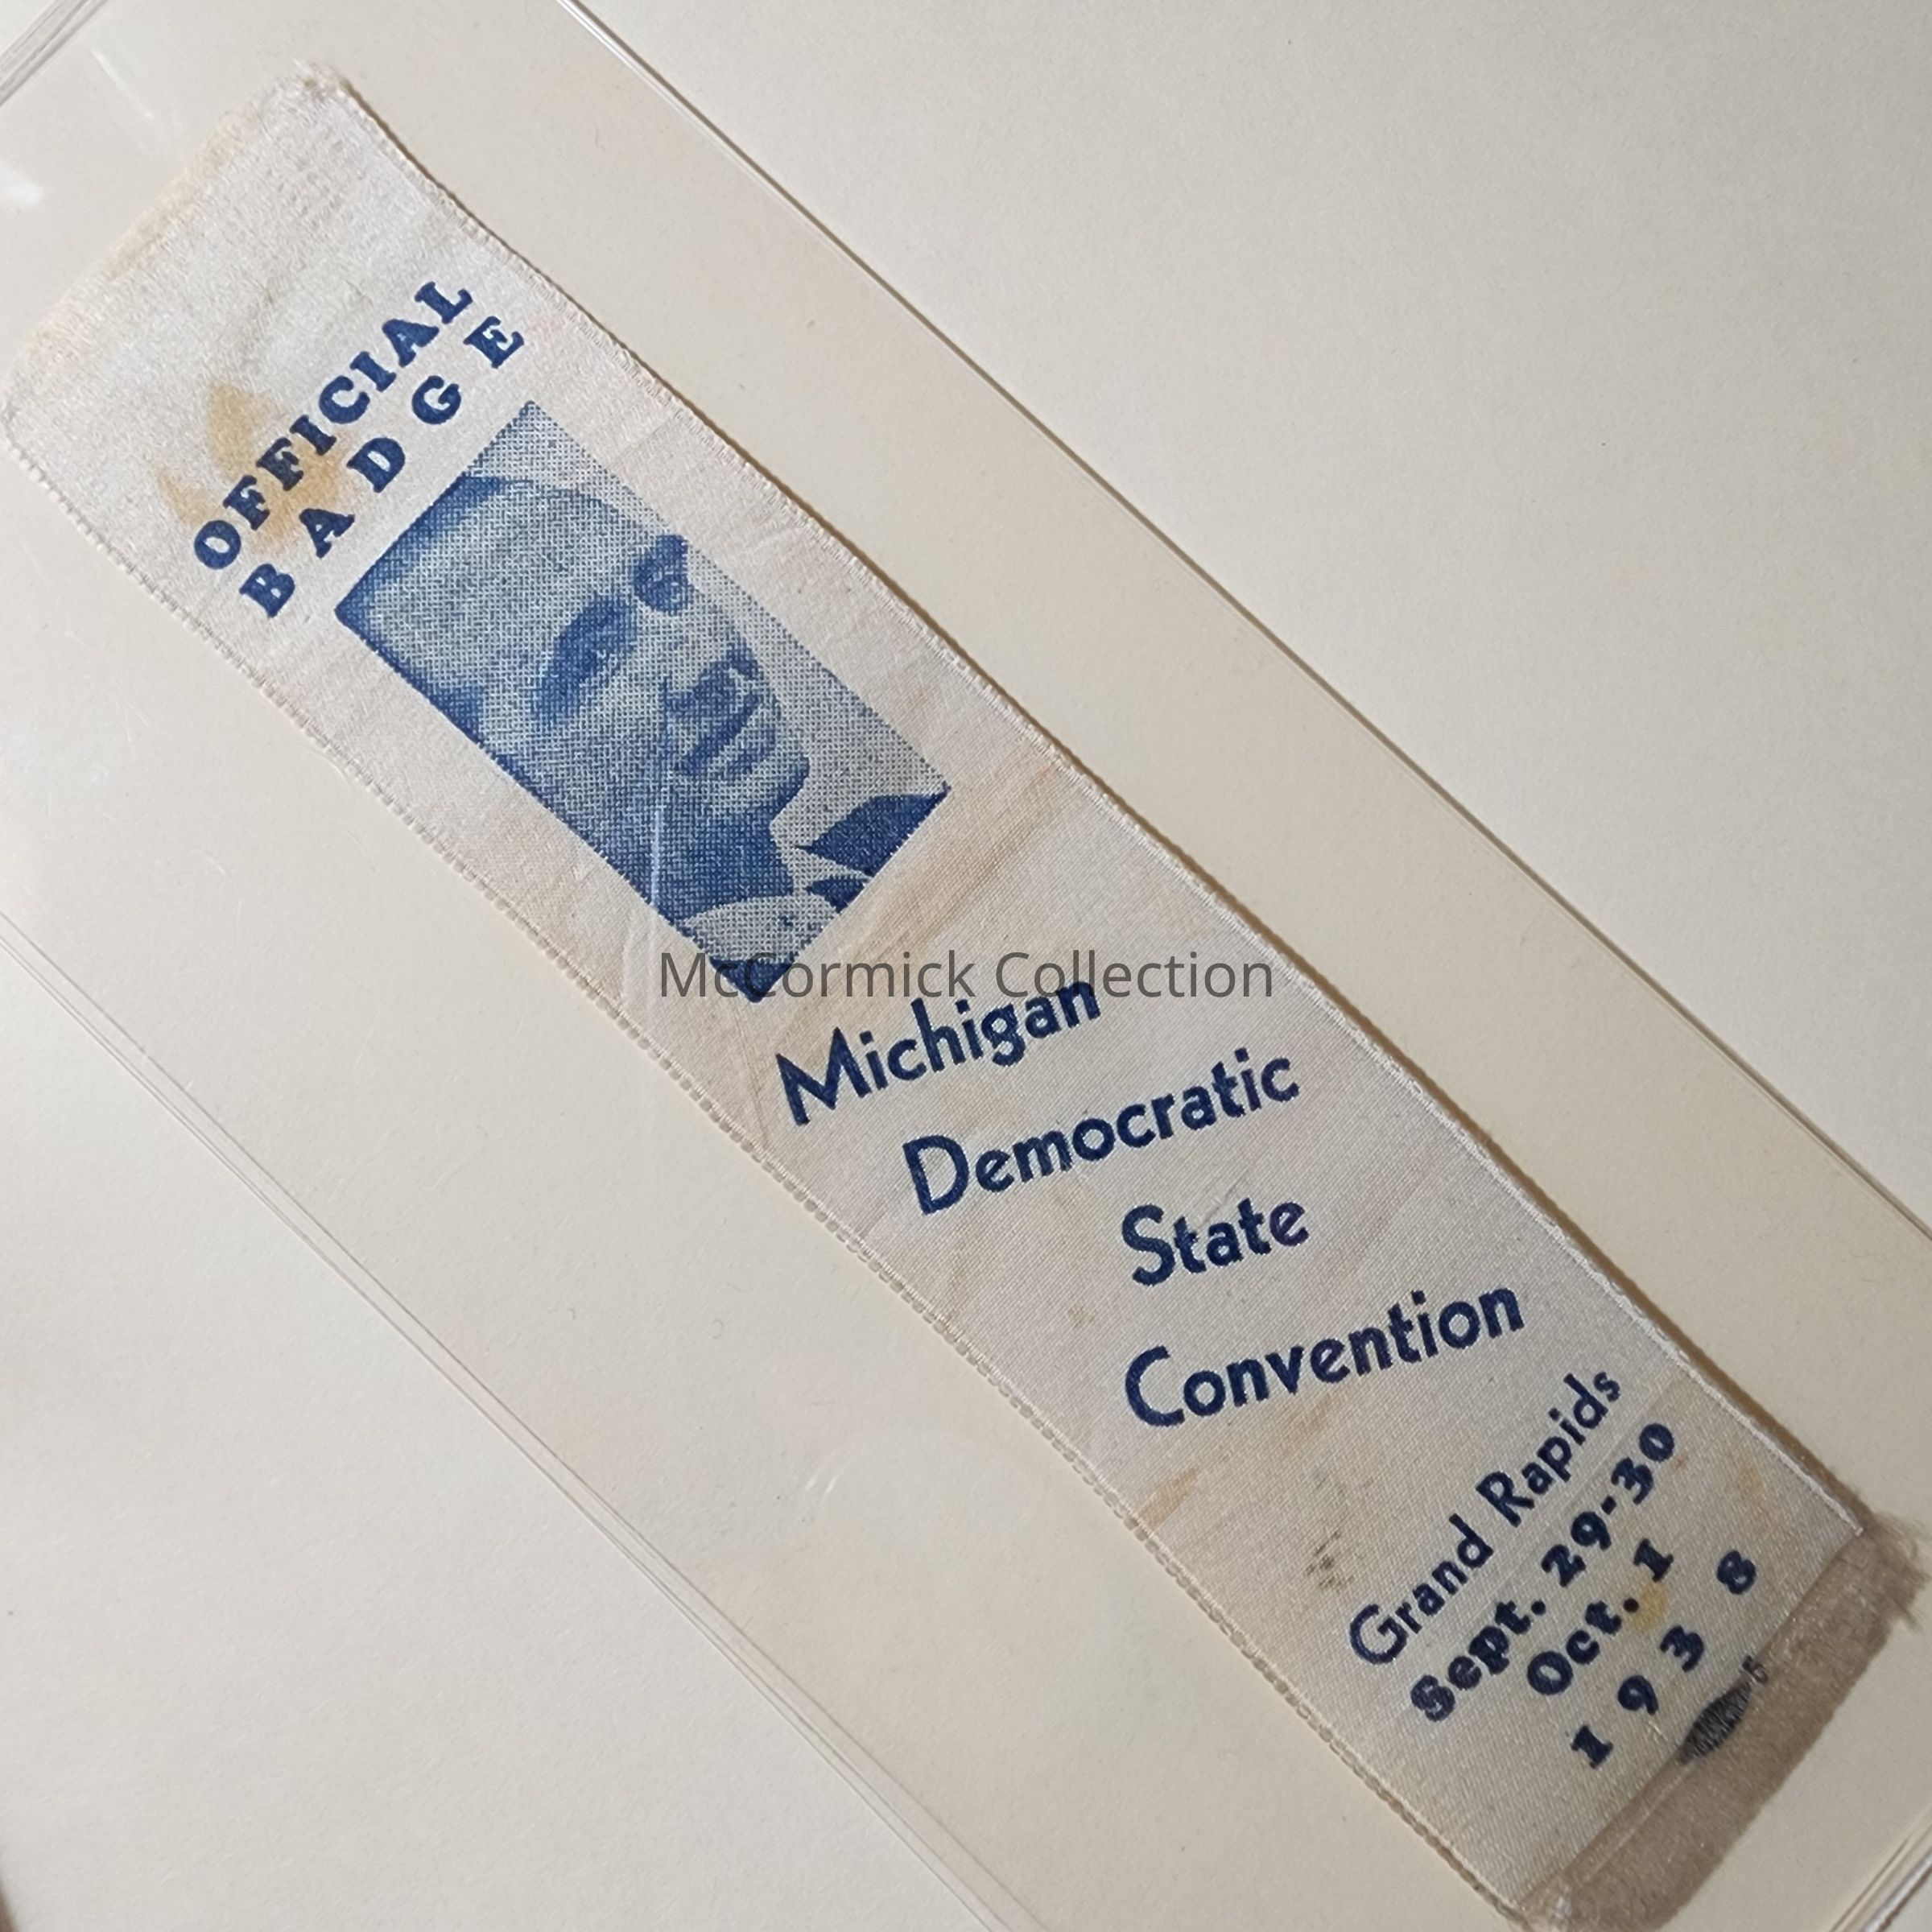 OFFICIAL
BADGE
McCormick Collection
Michigan
Democratic
State
Convention
Grand Rapids
Sept. 29-30
Oct. 1
1938